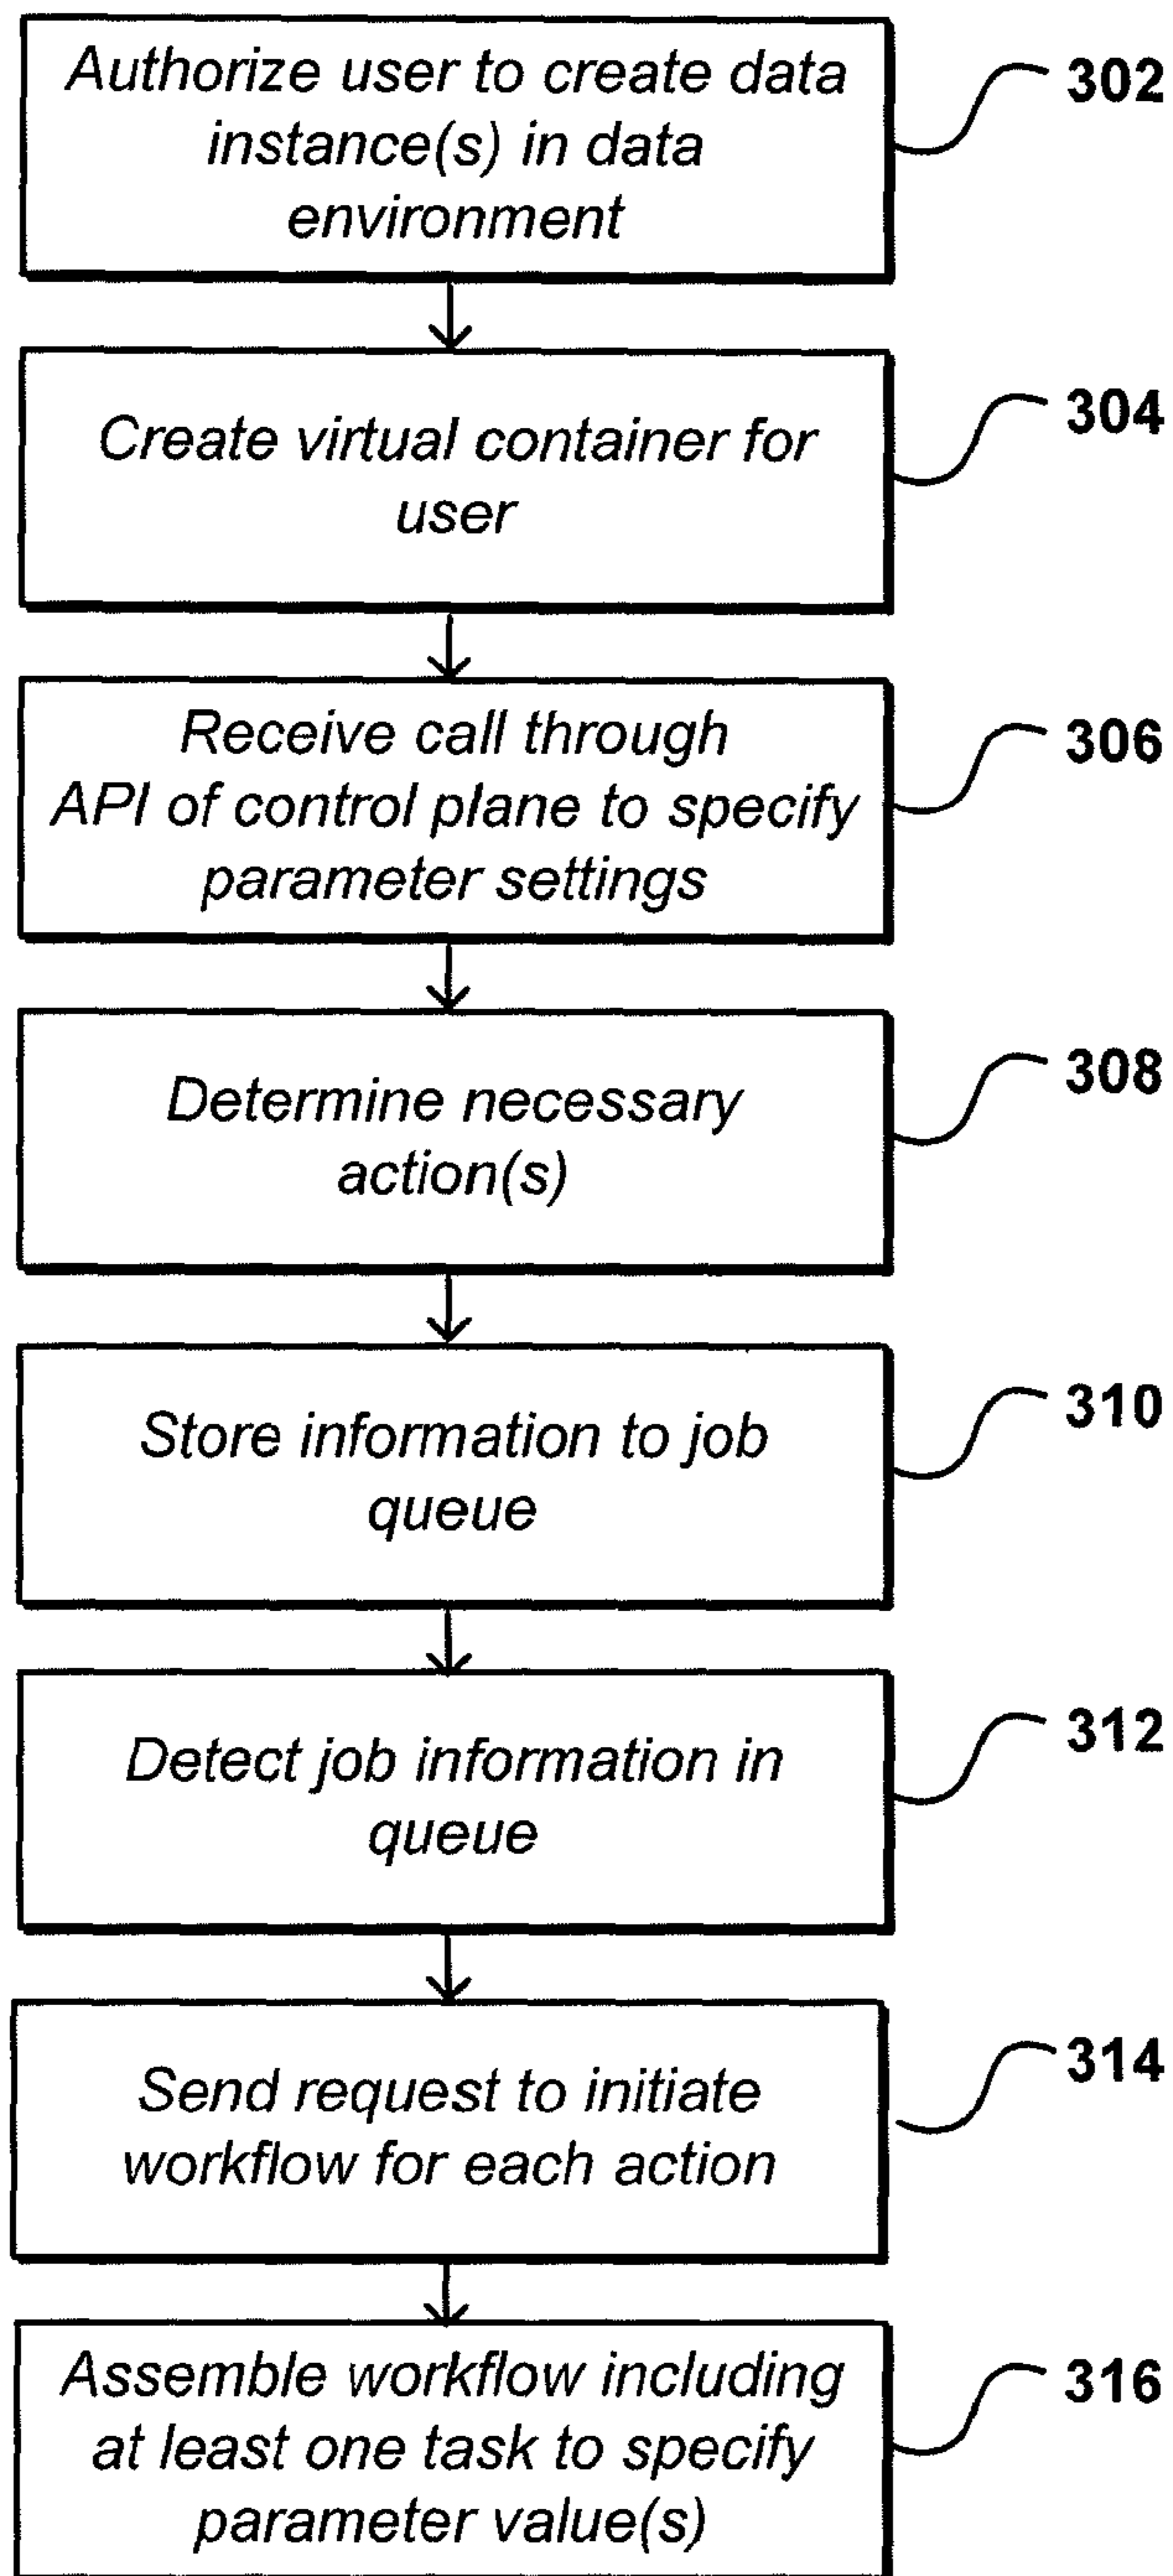 Authorize user to create data
instance(s) in data
environment
302
Create virtual container for
user
304
Receive call through
API of control plane to specify
parameter settings
306
Determine necessary
action(s)
308
Store information to job
queue
310
Detect job information in
queue
312
Send request to initiate
workflow for each action
314
Assemble workflow including
at least one task to specify
parameter value(s)
316